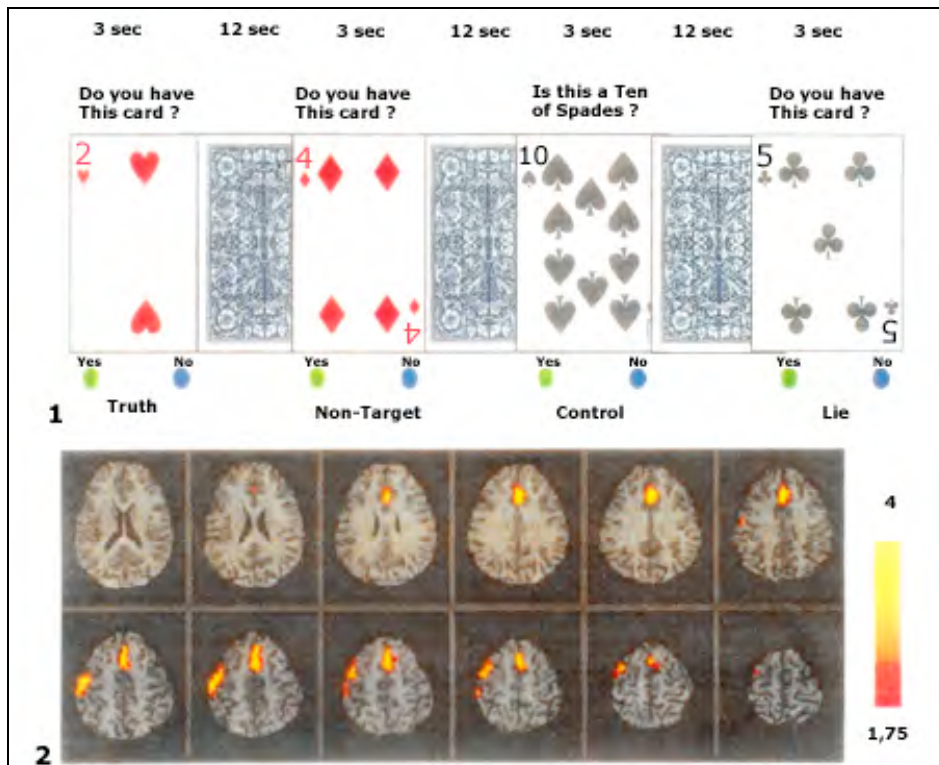 3 sec 12 sec 3 sec 12 sec 3 sec 12 sec 3 sec
Do you have
This card ?
Do you have
This card ?
Is this a Ten
of Spades ?
Do you have
This card ?
2
4
4
10
5
5
Yes No Yes No Yes No Yes No
1 Truth Non-Target Control Lie
4
1,75
2